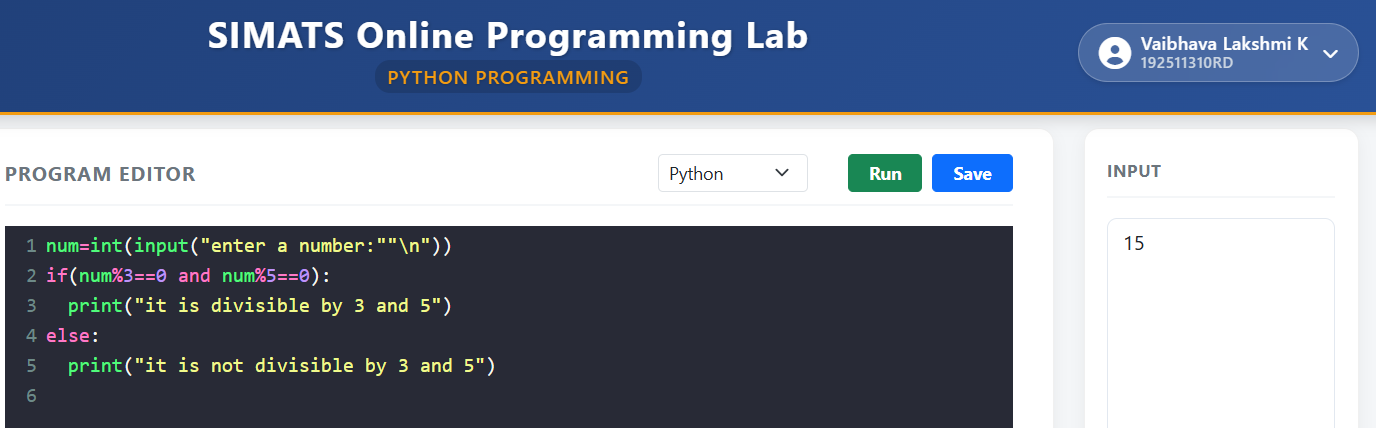 SIMATS Online Programming Lab
PYTHON PROGRAMMING
Vaibhava Lakshmi K
192511310RD
PROGRAM EDITOR
Python
Run
Save
1 num=int(input("enter a number:""\n"))
2 if(num%3==0 and num%5==0):
3   print("it is divisible by 3 and 5")
4 else:
5   print("it is not divisible by 3 and 5")
6
INPUT
15